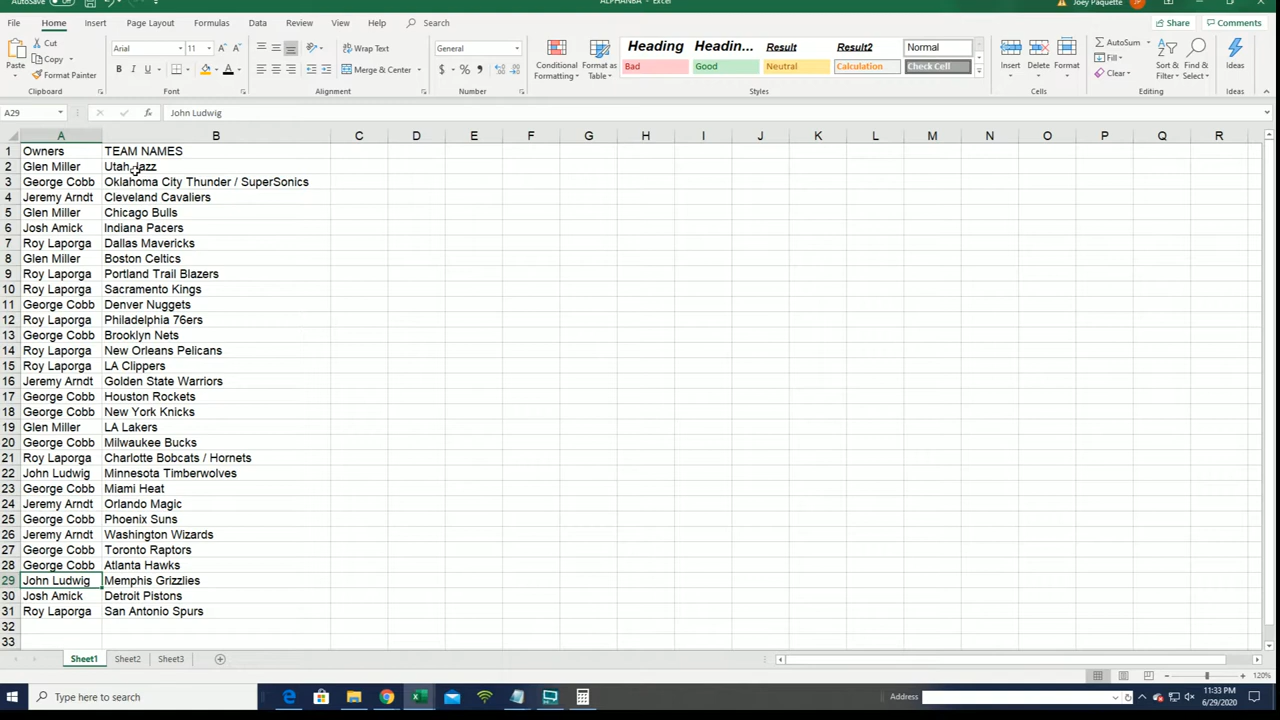 AutoSave Off ALPHANBA - Excel Joey Paquette
File Home Insert Page Layout Formulas Data Review View Help Search Share Comments
Paste Cut Copy Format Painter Clipboard
Arial 11 A A B I U A Font
Wrap Text Merge & Center Alignment
General $ % , Number
Conditional Formatting Format as Table
Heading Headin... Result Result2 Normal
Bad Good Neutral Calculation Check Cell
Styles
Insert Delete Format Cells
AutoSum Fill Clear Sort & Filter Find & Select Editing
Ideas Ideas
A29 fx John Ludwig
A B C D E F G H I J K L M N O P Q R
1 Owners TEAM NAMES
2 Glen Miller Utah Jazz
3 George Cobb Oklahoma City Thunder / SuperSonics
4 Jeremy Arndt Cleveland Cavaliers
5 Glen Miller Chicago Bulls
6 Josh Amick Indiana Pacers
7 Roy Laporga Dallas Mavericks
8 Glen Miller Boston Celtics
9 Roy Laporga Portland Trail Blazers
10 Roy Laporga Sacramento Kings
11 George Cobb Denver Nuggets
12 Roy Laporga Philadelphia 76ers
13 George Cobb Brooklyn Nets
14 Roy Laporga New Orleans Pelicans
15 Roy Laporga LA Clippers
16 Jeremy Arndt Golden State Warriors
17 George Cobb Houston Rockets
18 George Cobb New York Knicks
19 Glen Miller LA Lakers
20 George Cobb Milwaukee Bucks
21 Roy Laporga Charlotte Bobcats / Hornets
22 John Ludwig Minnesota Timberwolves
23 George Cobb Miami Heat
24 Jeremy Arndt Orlando Magic
25 George Cobb Phoenix Suns
26 Jeremy Arndt Washington Wizards
27 George Cobb Toronto Raptors
28 George Cobb Atlanta Hawks
29 John Ludwig Memphis Grizzlies
30 Josh Amick Detroit Pistons
31 Roy Laporga San Antonio Spurs
32
33
Sheet1 Sheet2 Sheet3
120%
Type here to search Address 11:33 PM 6/29/2020